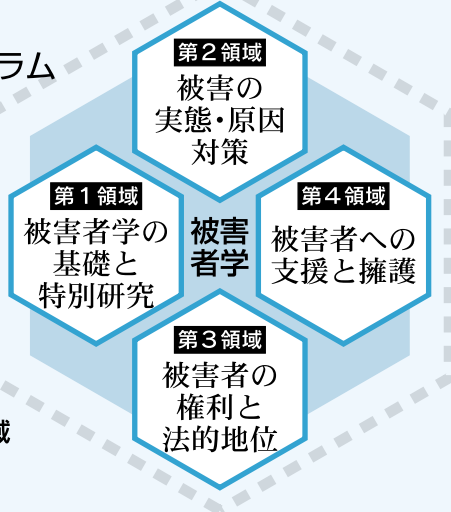 ラム
第2領域
被害の
実態・原因
対策
第1領域
被害者学の
基礎と
特別研究
被害
者学
第4領域
被害者への
支援と擁護
第3領域
被害者の
権利と
法的地位
域